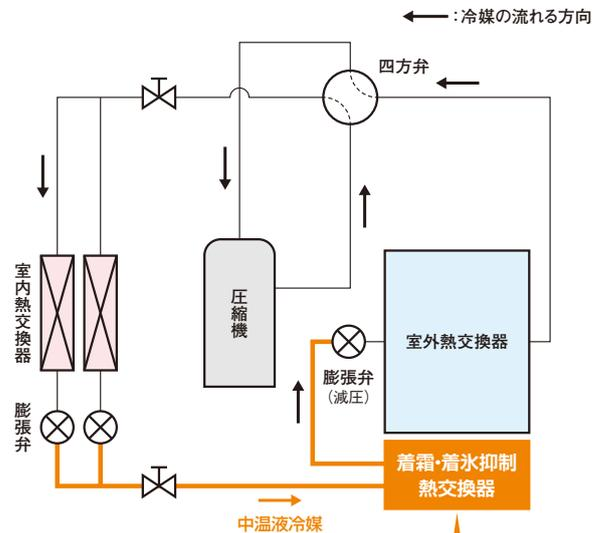 ：冷媒の流れる方向
四方弁
室内熱交換器
圧縮機
室外熱交換器
膨張弁
（減圧）
膨張弁
着霜・着氷抑制
熱交換器
中温液冷媒